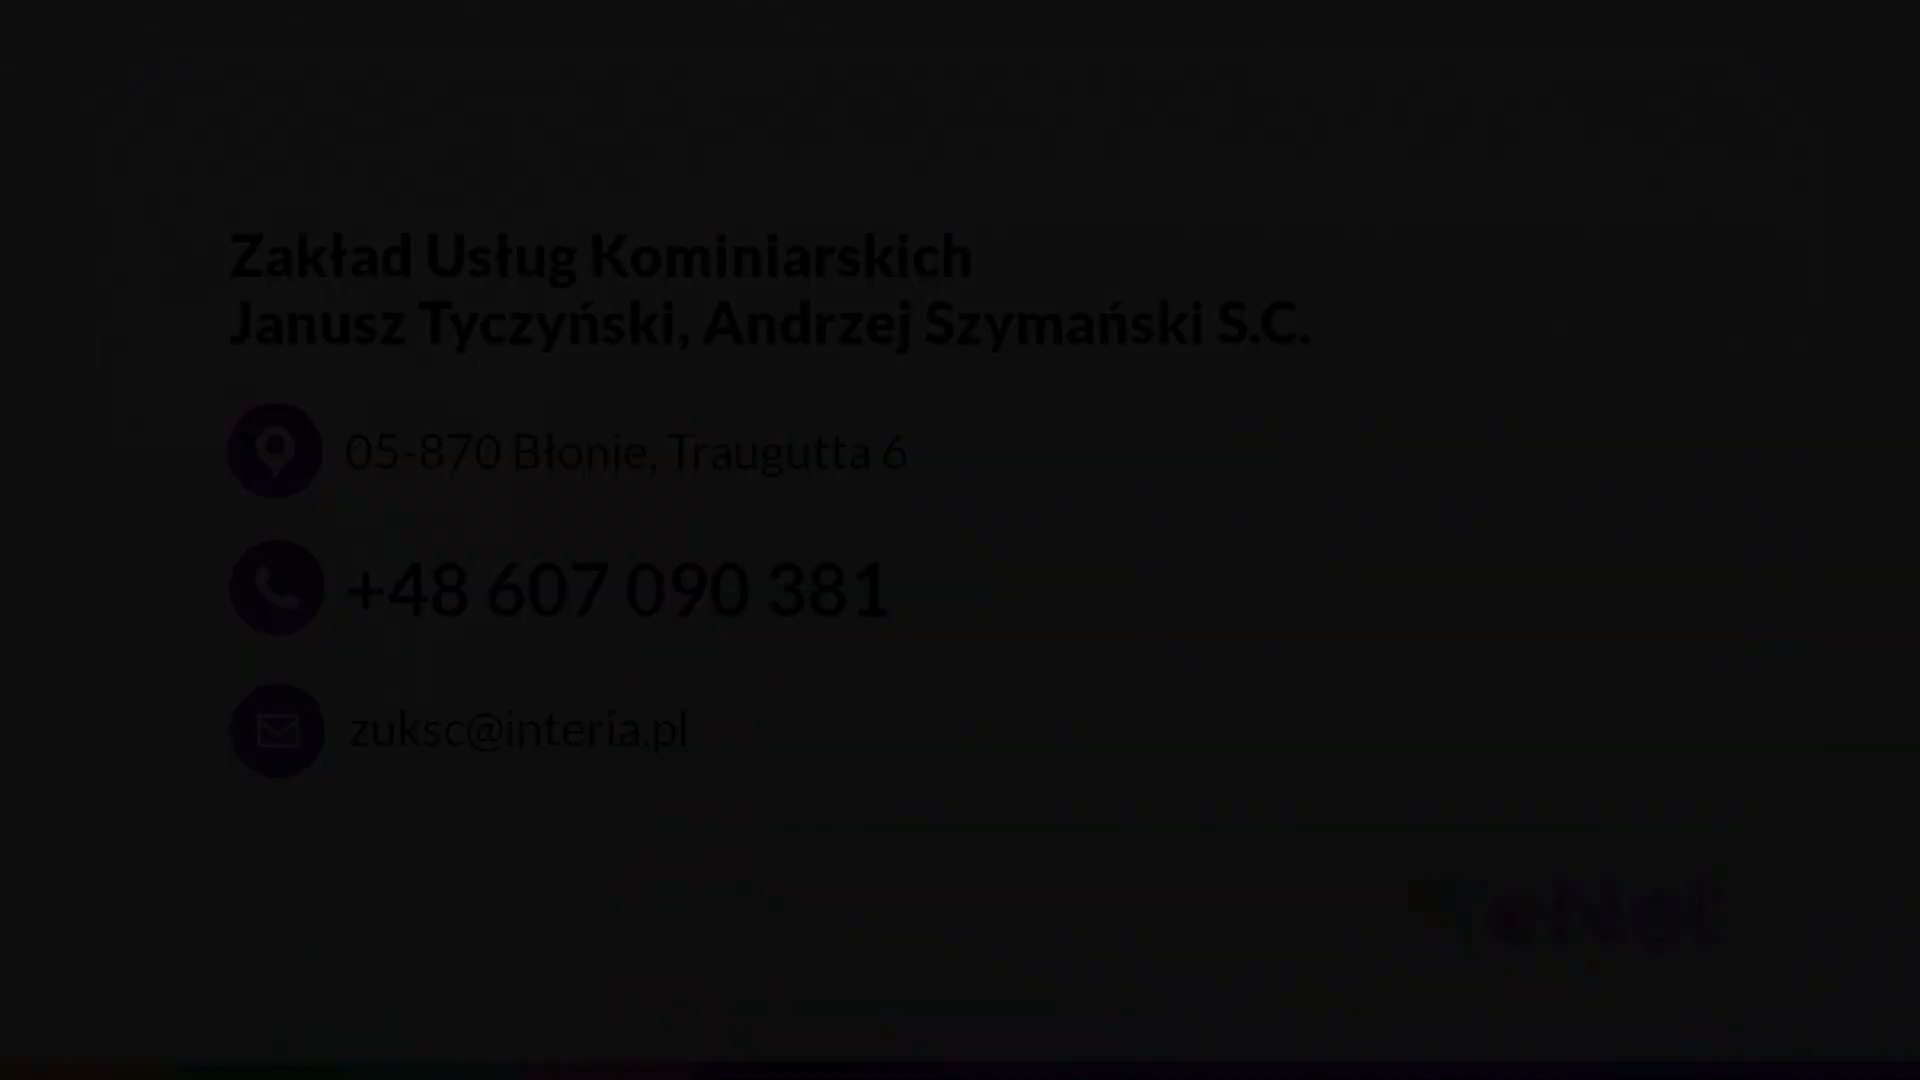 Zakład Usług Kominiarskich
Janusz Tyczyński, Andrzej Szymański S.C.
05-870 Błonie, Traugutta 6
+48 607 090 381
zuksc@interia.pl